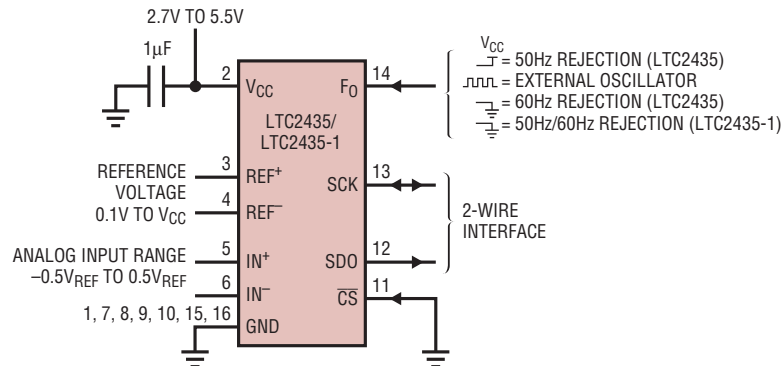 2.7V TO 5.5V
1µF
2
VCC
LTC2435/
LTC2435-1
FO
14
VCC
= 50Hz REJECTION (LTC2435)
= EXTERNAL OSCILLATOR
= 60Hz REJECTION (LTC2435)
= 50Hz/60Hz REJECTION (LTC2435-1)
REFERENCE
VOLTAGE
0.1V TO VCC
3
REF+
4
REF–
SCK
13
2-WIRE
INTERFACE
ANALOG INPUT RANGE
–0.5VREF TO 0.5VREF
5
IN+
6
IN–
SDO
12
CS
11
1, 7, 8, 9, 10, 15, 16
GND